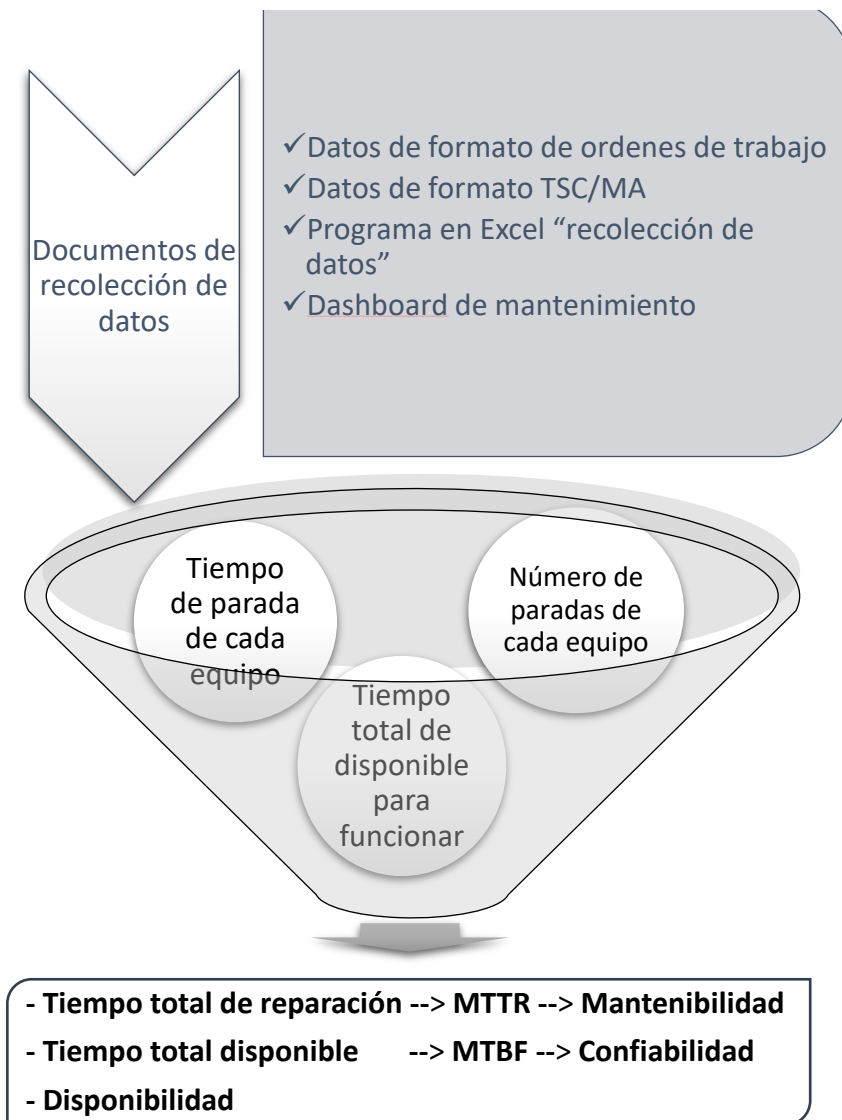 ✓Datos de formato de ordenes de trabajo
✓Datos de formato TSC/MA
✓Programa en Excel “recolección de
datos”
✓Dashboard de mantenimiento
Documentos de
recolección de
datos
Tiempo
de parada
de cada
equipo
Número de
paradas de
cada equipo
Tiempo
total de
disponible
para
funcionar
- Tiempo total de reparación --> MTTR --> Mantenibilidad
- Tiempo total disponible --> MTBF --> Confiabilidad
- Disponibilidad